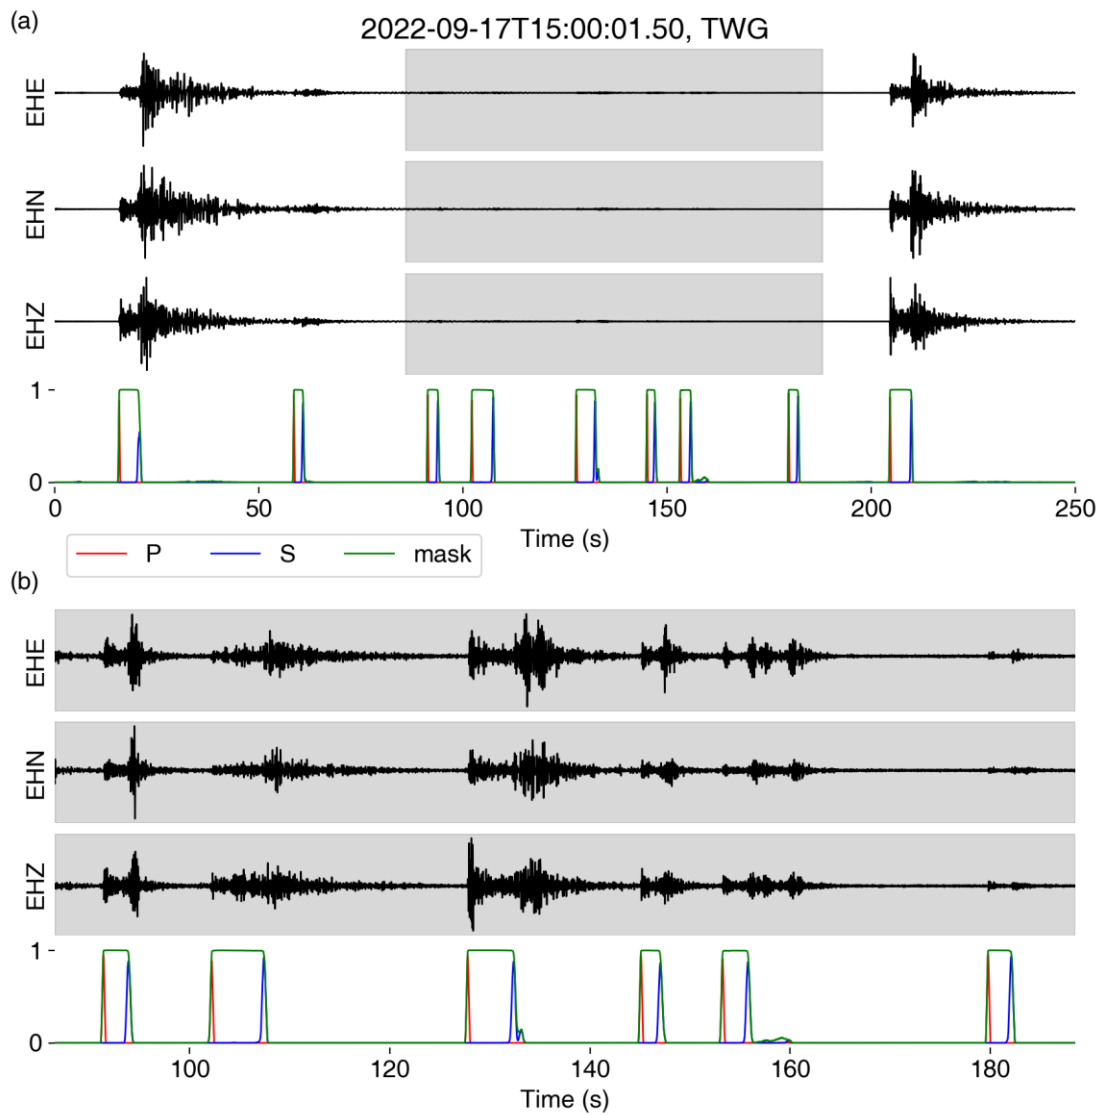 (a)
2022-09-17T15:00:01.50, TWG
EHE
EHN
EHZ
1
0
0 50 100 150 200 250
Time (s)
P S mask
(b)
EHE
EHN
EHZ
1
0
100 120 140 160 180
Time (s)